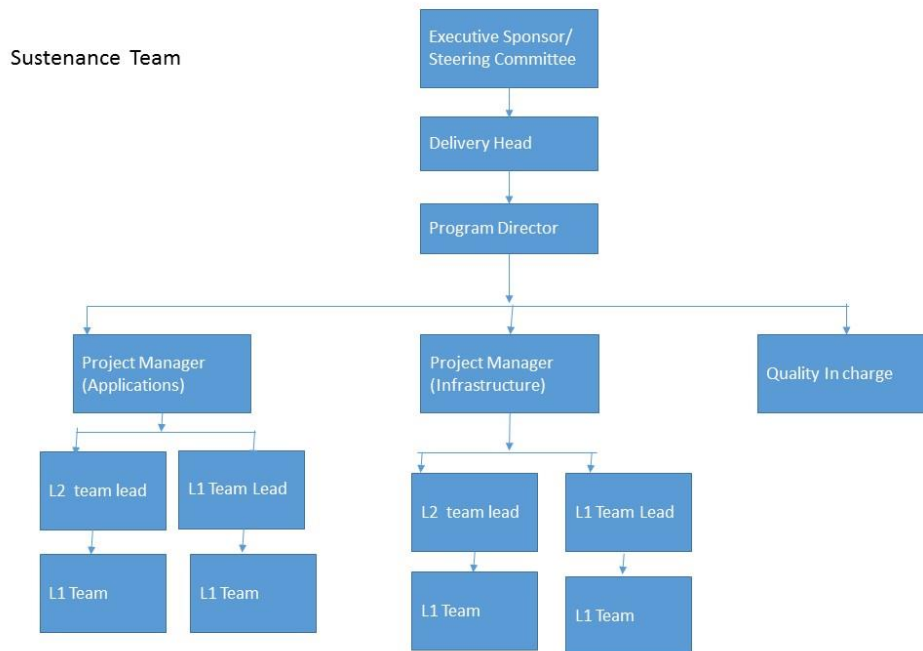 Sustenance Team
Executive Sponsor/
Steering Committee
Delivery Head
Program Director
Project Manager
(Applications)
Project Manager
(Infrastructure)
Quality In charge
L2 team lead
L1 Team Lead
L2 team lead
L1 Team Lead
L1 Team
L1 Team
L1 Team
L1 Team